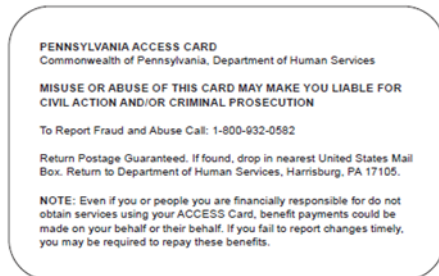 PENNSYLVANIA ACCESS CARD
Commonwealth of Pennsylvania, Department of Human Services
MISUSE OR ABUSE OF THIS CARD MAY MAKE YOU LIABLE FOR
CIVIL ACTION AND/OR CRIMINAL PROSECUTION
To Report Fraud and Abuse Call: 1-800-932-0582
Return Postage Guaranteed. If found, drop in nearest United States Mail
Box. Return to Department of Human Services, Harrisburg, PA 17105.
NOTE: Even if you or people you are financially responsible for do not
obtain services using your ACCESS Card, benefit payments could be
made on your behalf or their behalf. If you fail to report changes timely,
you may be required to repay these benefits.